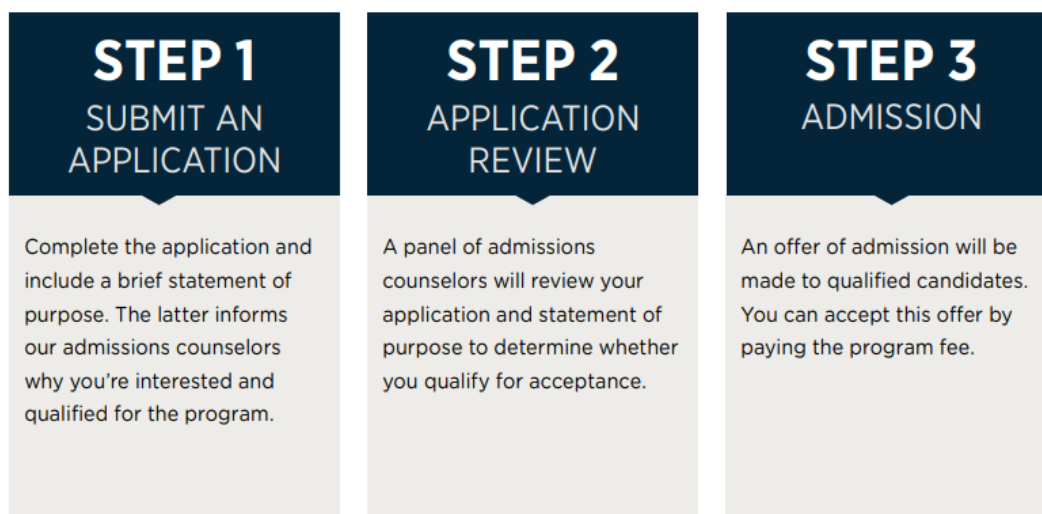 STEP 1
SUBMIT AN
APPLICATION
Complete the application and
include a brief statement of
purpose. The latter informs
our admissions counselors
why you’re interested and
qualified for the program.
STEP 2
APPLICATION
REVIEW
A panel of admissions
counselors will review your
application and statement of
purpose to determine whether
you qualify for acceptance.
STEP 3
ADMISSION
An offer of admission will be
made to qualified candidates.
You can accept this offer by
paying the program fee.